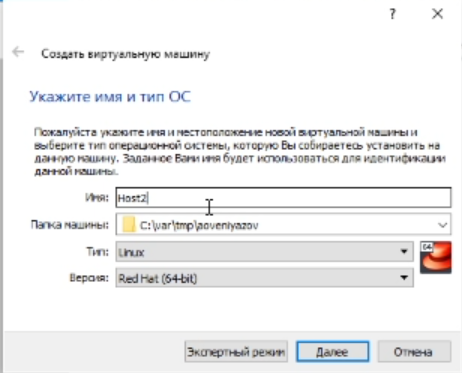 ?
Создать виртуальную машину
Укажите имя и тип ОС
Пожалуйста укажите имя и местоположение новой виртуальной машины и
выберите тип операционной системы, которую Вы собираетесь установить на
данную машину. Заданное Вами имя будет использоваться для идентификации
данной машины.
Имя: Host2
Папка машины: C:\var\tmp\aoveniyazov
Тип: Linux
64
Версия: Red Hat (64-bit)
Экспертный режим Далее Отмена